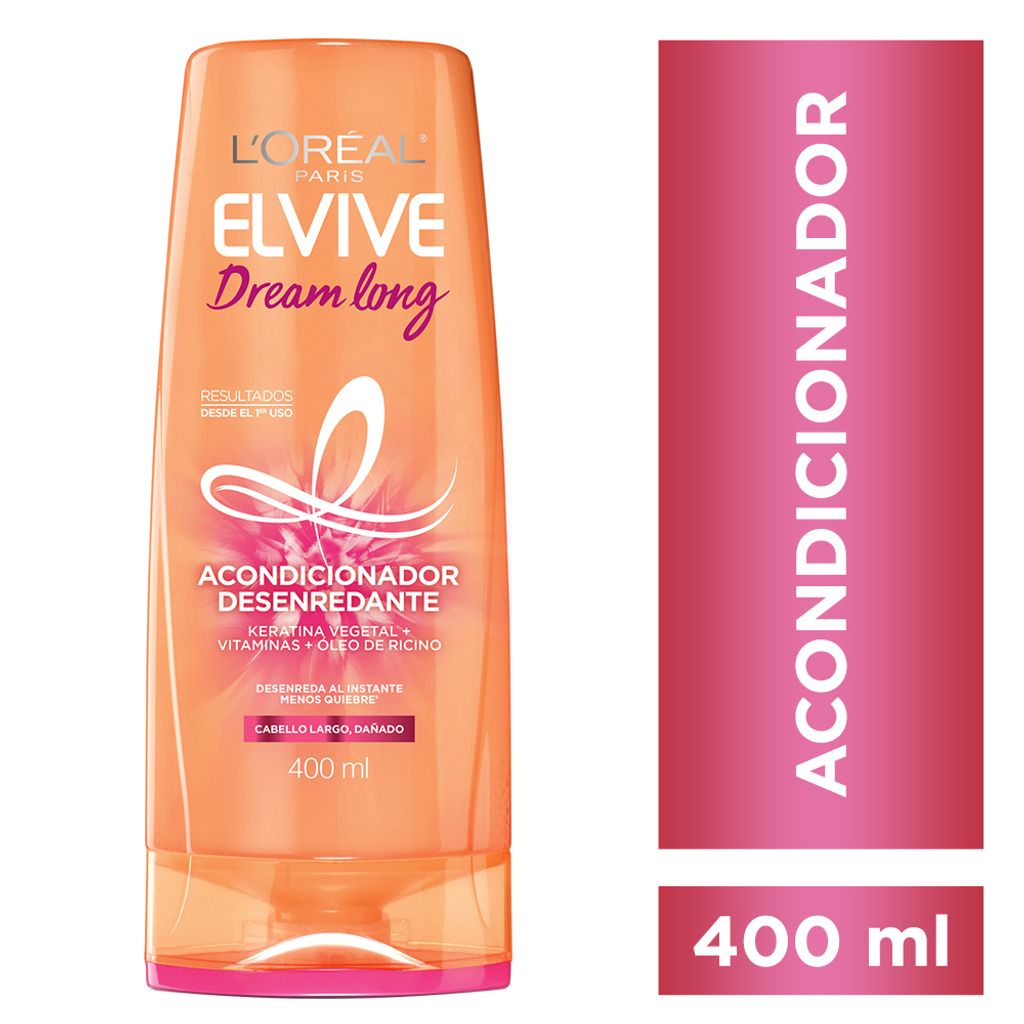 L'ORÉAL®
PARiS
ELVIVE
Dream long
RESULTADOS
DESDE EL 1ER USO
ACONDICIONADOR
DESENREDANTE
KERATINA VEGETAL +
VITAMINAS + ÓLEO DE RICINO
DESENREDA AL INSTANTE
MENOS QUIEBRE*
CABELLO LARGO, DAÑADO
400 ml
ACONDICIONADOR
400 ml